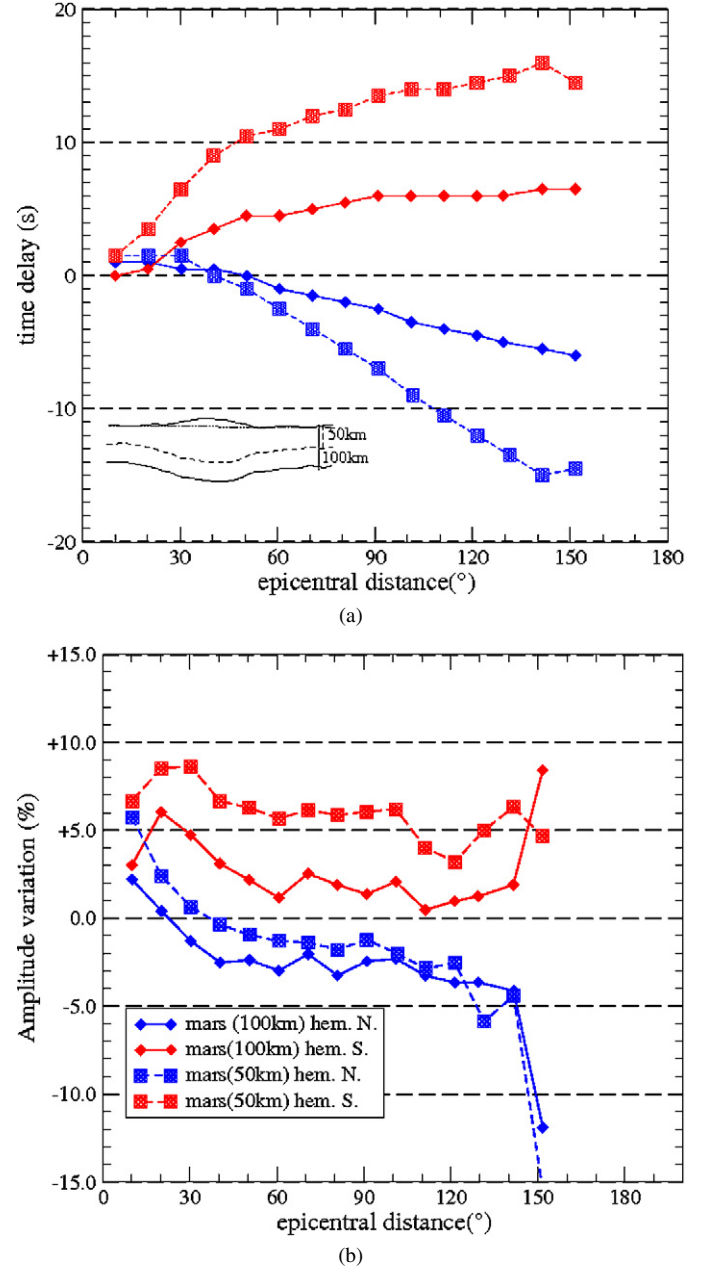 20
10
0
-10
-20
time delay (s)
50km
100km
0 30 60 90 120 150 180
epicentral distance(°)
(a)
+15.0
+10.0
+5.0
0.0
-5.0
-10.0
-15.0
Amplitude variation (%)
mars (100km) hem. N.
mars(100km) hem. S.
mars(50km) hem. N.
mars(50km) hem. S.
0 30 60 90 120 150 180
epicentral distance(°)
(b)